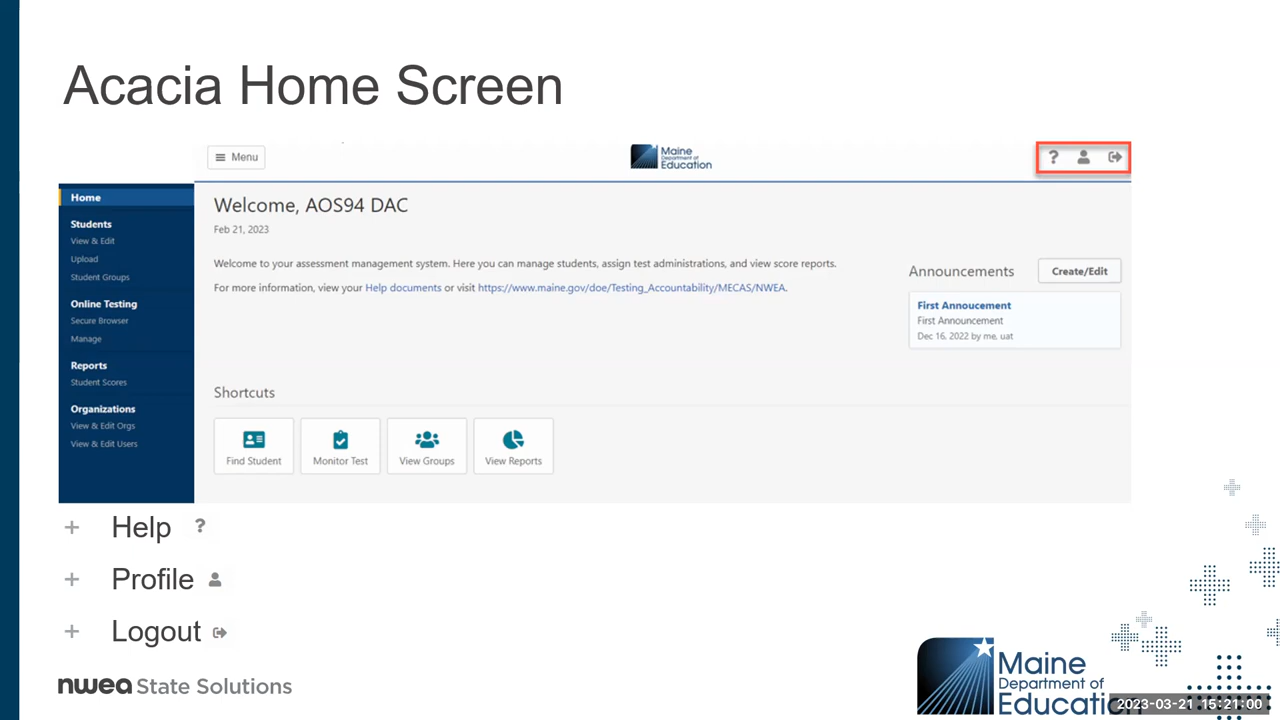 Acacia Home Screen
Menu
Maine
Department of
Education
?
Home
Students
View & Edit
Upload
Student Groups
Online Testing
Secure Browser
Manage
Reports
Student Scores
Organizations
View & Edit Orgs
View & Edit Users
Welcome, AOS94 DAC
Feb 21, 2023
Welcome to your assessment management system. Here you can manage students, assign test administrations, and view score reports.
For more information, view your Help documents or visit https://www.maine.gov/doe/Testing_Accountability/MECAS/NWEA.
Announcements
Create/Edit
First Annoucement
First Announcement
Dec 16, 2022 by me, uat
Shortcuts
Find Student
Monitor Test
View Groups
View Reports
+ Help ?
+ Profile
+ Logout
nwea State Solutions
Maine
Department of
Education
2023-03-21 15:21:00